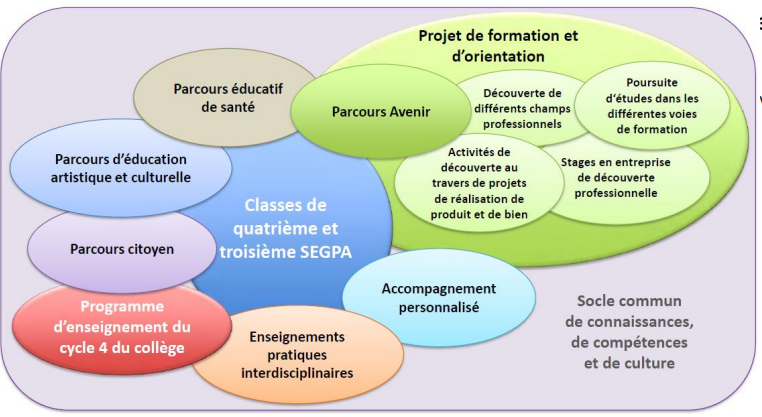 Projet de formation et
d'orientation
Parcours éducatif
de santé
Parcours Avenir
Découverte de
différents champs
professionnels
Poursuite
d'études dans les
différentes voies
de formation
Parcours d'éducation
artistique et culturelle
Activités de
découverte au
travers de projets
de réalisation de
produit et de bien
Stages en entreprise
de découverte
professionnelle
Classes de
quatrième et
troisième SEGPA
Parcours citoyen
Accompagnement
personnalisé
Programme
d'enseignement du
cycle 4 du collège
Enseignements
pratiques
interdisciplinaires
Socle commun
de connaissances,
de compétences
et de culture